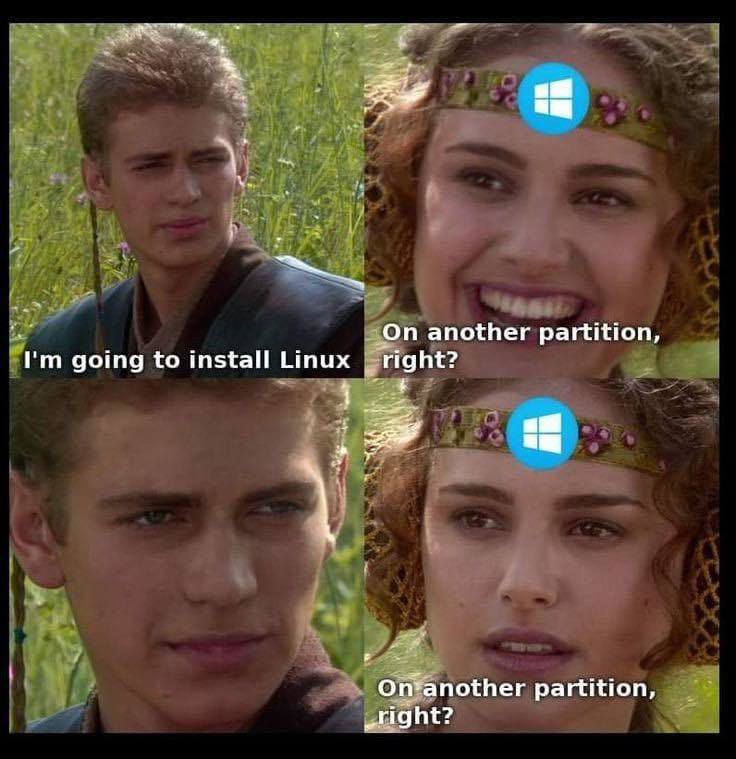 I'm going to install Linux
On another partition,
right?
On another partition,
right?